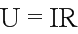 U = IR